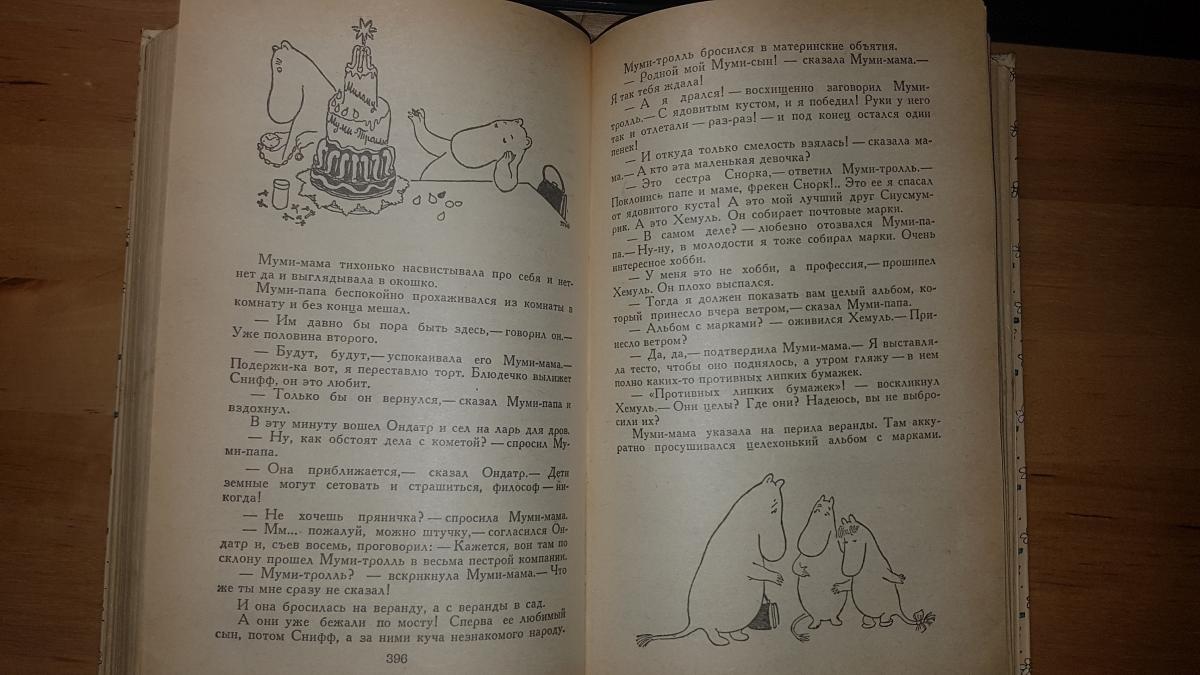 Милому
Муми-Троллю
Муми-мама тихонько насвистывала про себя и нет-
нет да и выглядывала в окошко.
Муми-папа беспокойно прохаживался из комнаты в
комнату и без конца мешал.
— Им давно бы пора быть здесь,— говорил он.—
Уже половина второго.
— Будут, будут,— успокаивала его Муми-мама.—
Подержи-ка вот, я переставлю торт. Блюдечко вылижет
Снифф, он это любит.
— Только бы он вернулся,— сказал Муми-папа и
вздохнул.
В эту минуту вошел Ондатр и сел на ларь для дров.
— Ну, как обстоят дела с кометой? — спросил Му-
ми-папа.
— Она приближается,— сказал Ондатр.— Дети
земные могут сетовать и страшиться, философ — ни-
когда!
— Не хочешь пряничка? — спросила Муми-мама.
— Мм... пожалуй, можно штучку,— согласился Он-
датр и, съев восемь, проговорил: — Кажется, вон там по
склону прошел Муми-тролль в весьма пестрой компании.
— Муми-тролль? — вскрикнула Муми-мама.— Что
же ты мне сразу не сказал!
И она бросилась на веранду, а с веранды в сад.
А они уже бежали по мосту! Сперва ее любимый
сын, потом Снифф, а за ними куча незнакомого народу.
396
Муми-тролль бросился в материнские объятия.
— Родной мой Муми-сын! — сказала Муми-мама.—
Я так тебя ждала!
— А я дрался! — восхищенно заговорил Муми-
тролль.— С ядовитым кустом, и я победил! Руки у него
так и отлетали — раз-раз! — и под конец остался один
пенек!
— И откуда только смелость взялась! — сказала ма-
ма.— А кто эта маленькая девочка?
— Это сестра Снорка,— ответил Муми-тролль.—
Поклонись папе и маме, фрекен Снорк!.. Это ее я спасал
от ядовитого куста! А это мой лучший друг Снусмум-
рик. А это Хемуль. Он собирает почтовые марки.
— В самом деле? — любезно отозвался Муми-па-
па.— Ну-ну, в молодости я тоже собирал марки. Очень
интересное хобби.
— У меня это не хобби, а профессия,— прошипел
Хемуль. Он плохо выспался.
— Тогда я должен показать вам целый альбом, ко-
торый принесло вчера ветром,— сказал Муми-папа.
— Альбом с марками? — оживился Хемуль.— При-
несло ветром?
— Да, да,— подтвердила Муми-мама.— Я выставля-
ла тесто, чтобы оно поднялось, а утром гляжу — в нем
полно каких-то противных липких бумажек.
— «Противных липких бумажек»! — воскликнул
Хемуль.— Они целы? Где они? Надеюсь, вы не выбро-
сили их?
Муми-мама указала на перила веранды. Там акку-
ратно просушивался целехонький альбом с марками.